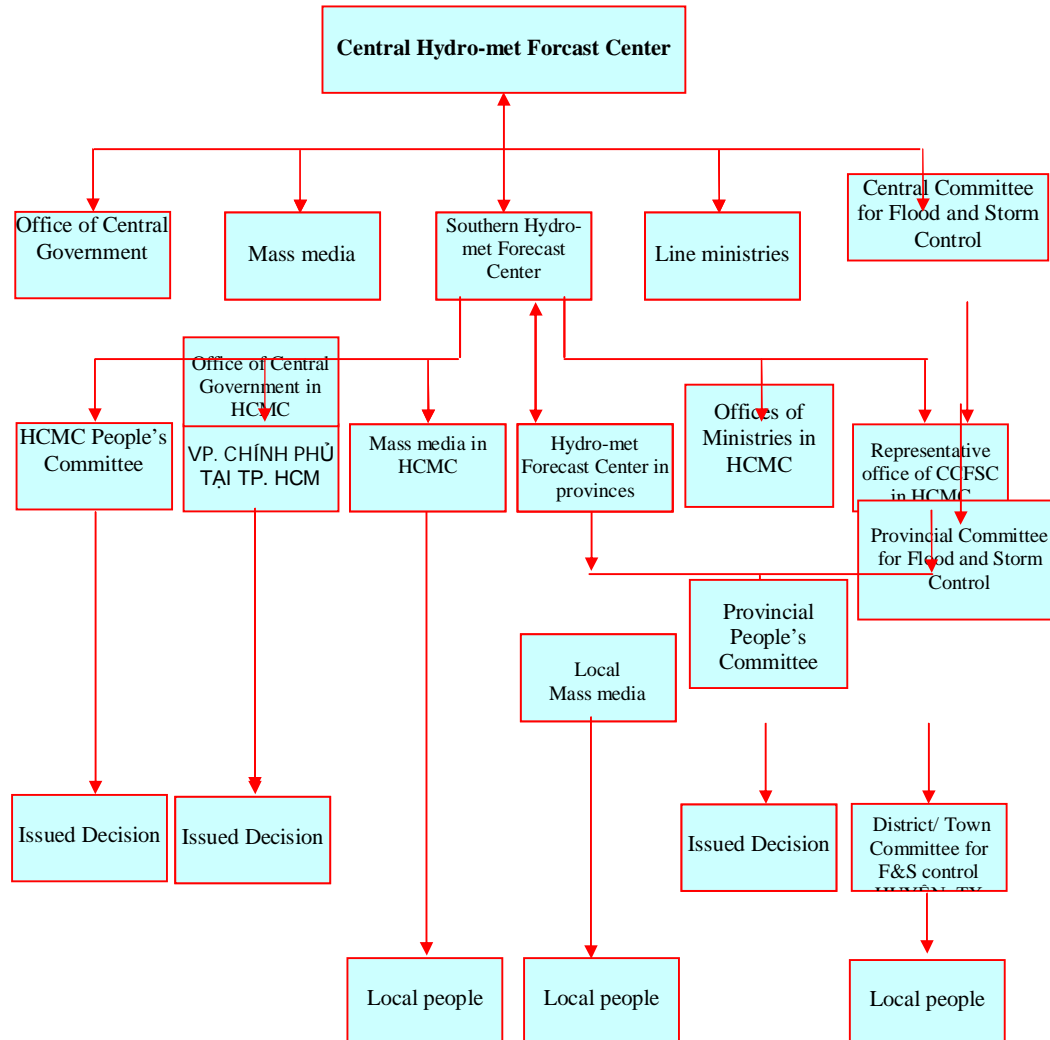 Central Hydro-met Forcast Center
Office of Central
Government
Mass media
Southern Hydro-
met Forecast
Center
Line ministries
Central Committee
for Flood and Storm
Control
HCMC People's
Committee
Office of Central
Government in
HCMC
VP. CHÍNH PHỦ
TẠI TP. HCM
Mass media in
HCMC
Hydro-met
Forecast Center in
provinces
Offices of
Ministries in
HCMC
Representative
office of CCFSC
in HCMC
Provincial Committee
for Flood and Storm
Control
Provincial
People's
Committee
Local
Mass media
Issued Decision
Issued Decision
Issued Decision
District/ Town
Committee for
F&S control
HUYỆN, TX
Local people
Local people
Local people